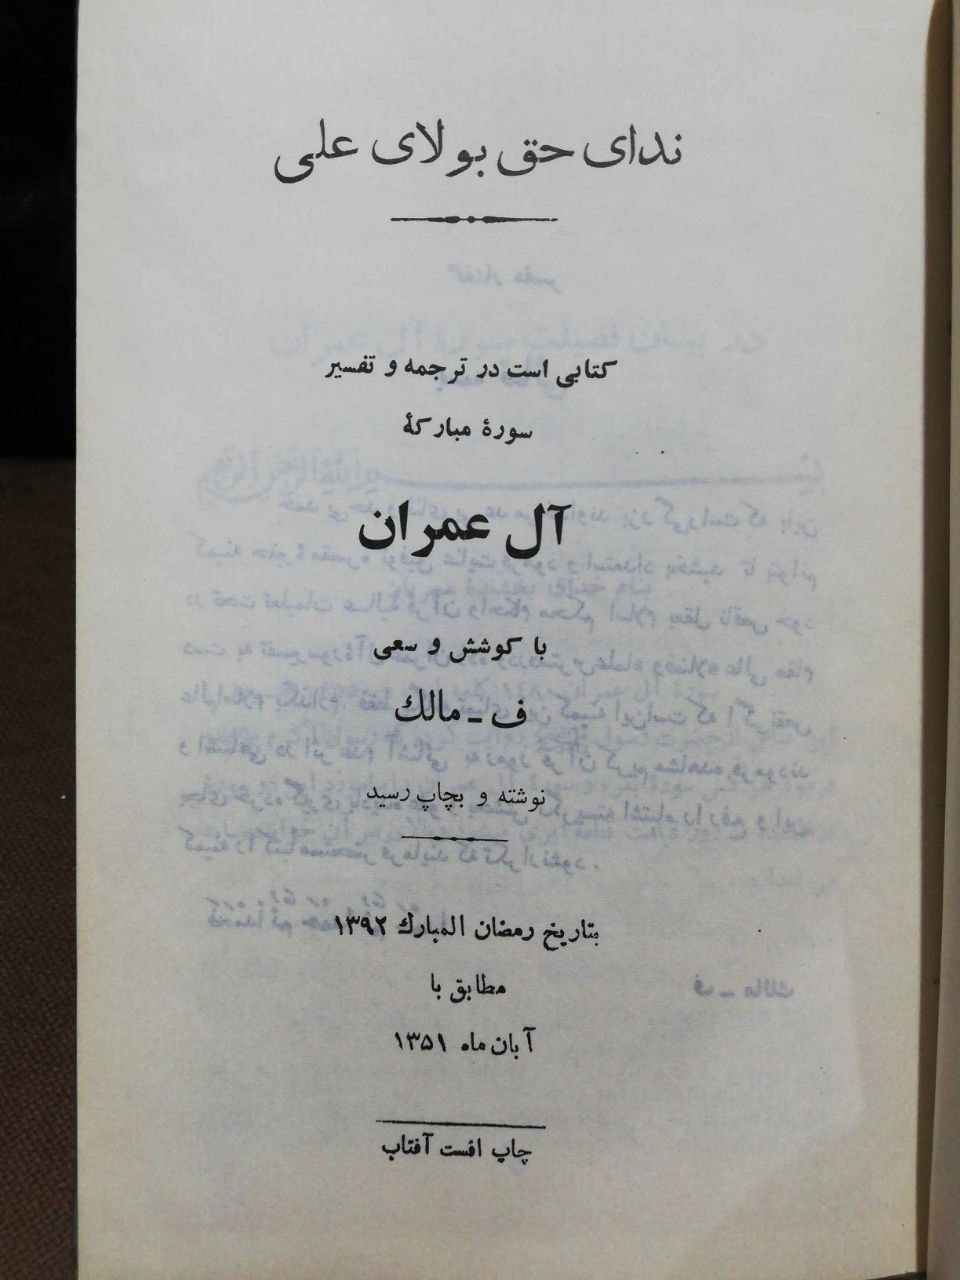 ندای حق بولای علی
کتابی است در ترجمه و تفسیر
سورهٔ مبارکهٔ
آل عمران
با کوشش و سعی
ف ـ مالك
نوشته و بچاپ رسید
بتاریخ رمضان المبارك ۱۳۹۲
مطابق با
آبان ماه ۱۳۵۱
چاپ افست آفتاب